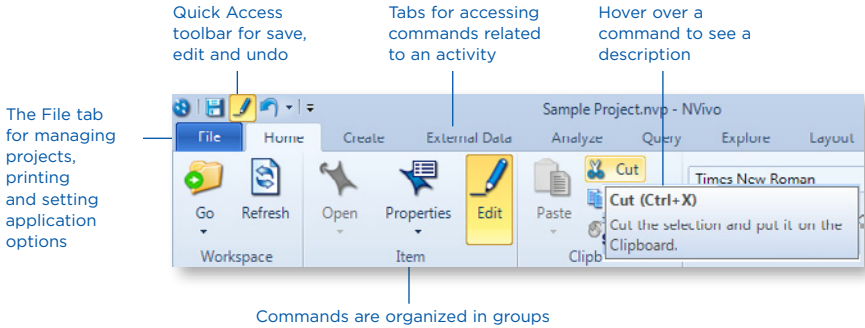 Quick Access
toolbar for save,
edit and undo
Tabs for accessing
commands related
to an activity
Hover over a
command to see a
description
The File tab
for managing
projects,
printing
and setting
application
options
Sample Project.nvp - NVivo
File Home Create External Data Analyze Query Explore Layout
Go Refresh Open Properties Edit Paste
Cut
Times New Roman
Cut (Ctrl+X)
Cut the selection and put it on the
Clipboard.
Workspace Item Clipb
Commands are organized in groups